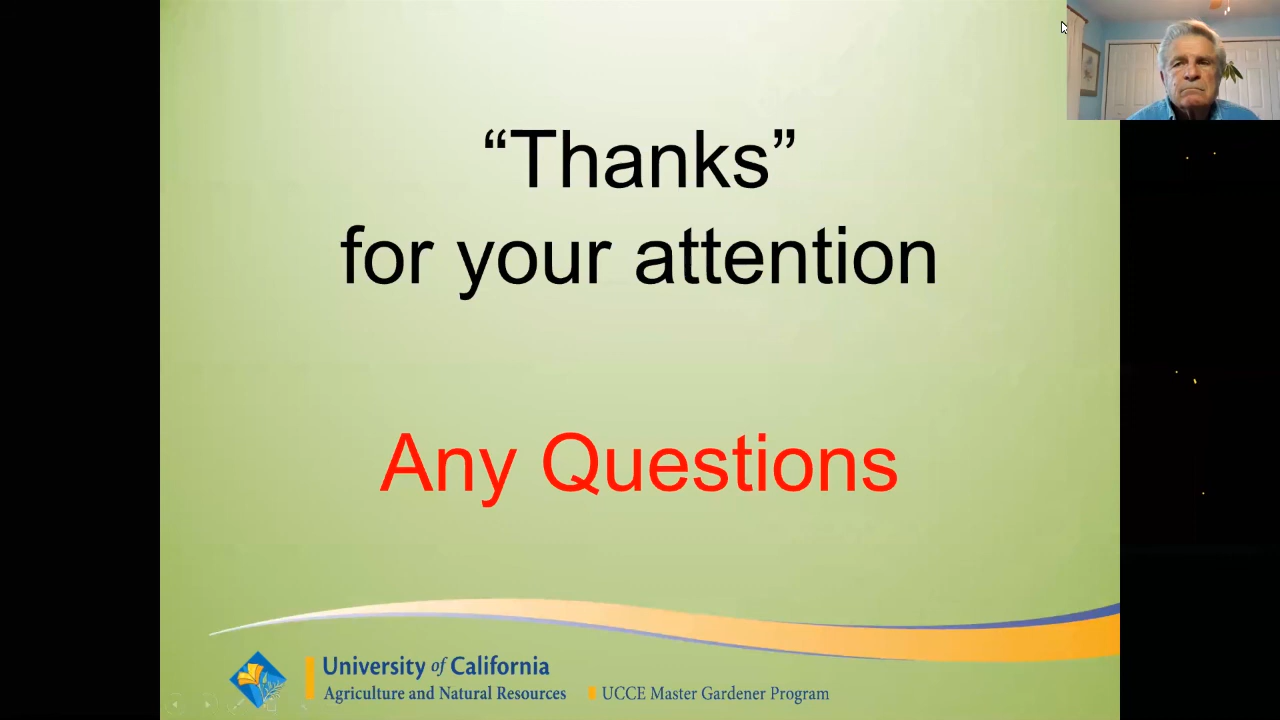 “Thanks”
for your attention
Any Questions
University of California
Agriculture and Natural Resources
UCCE Master Gardener Program